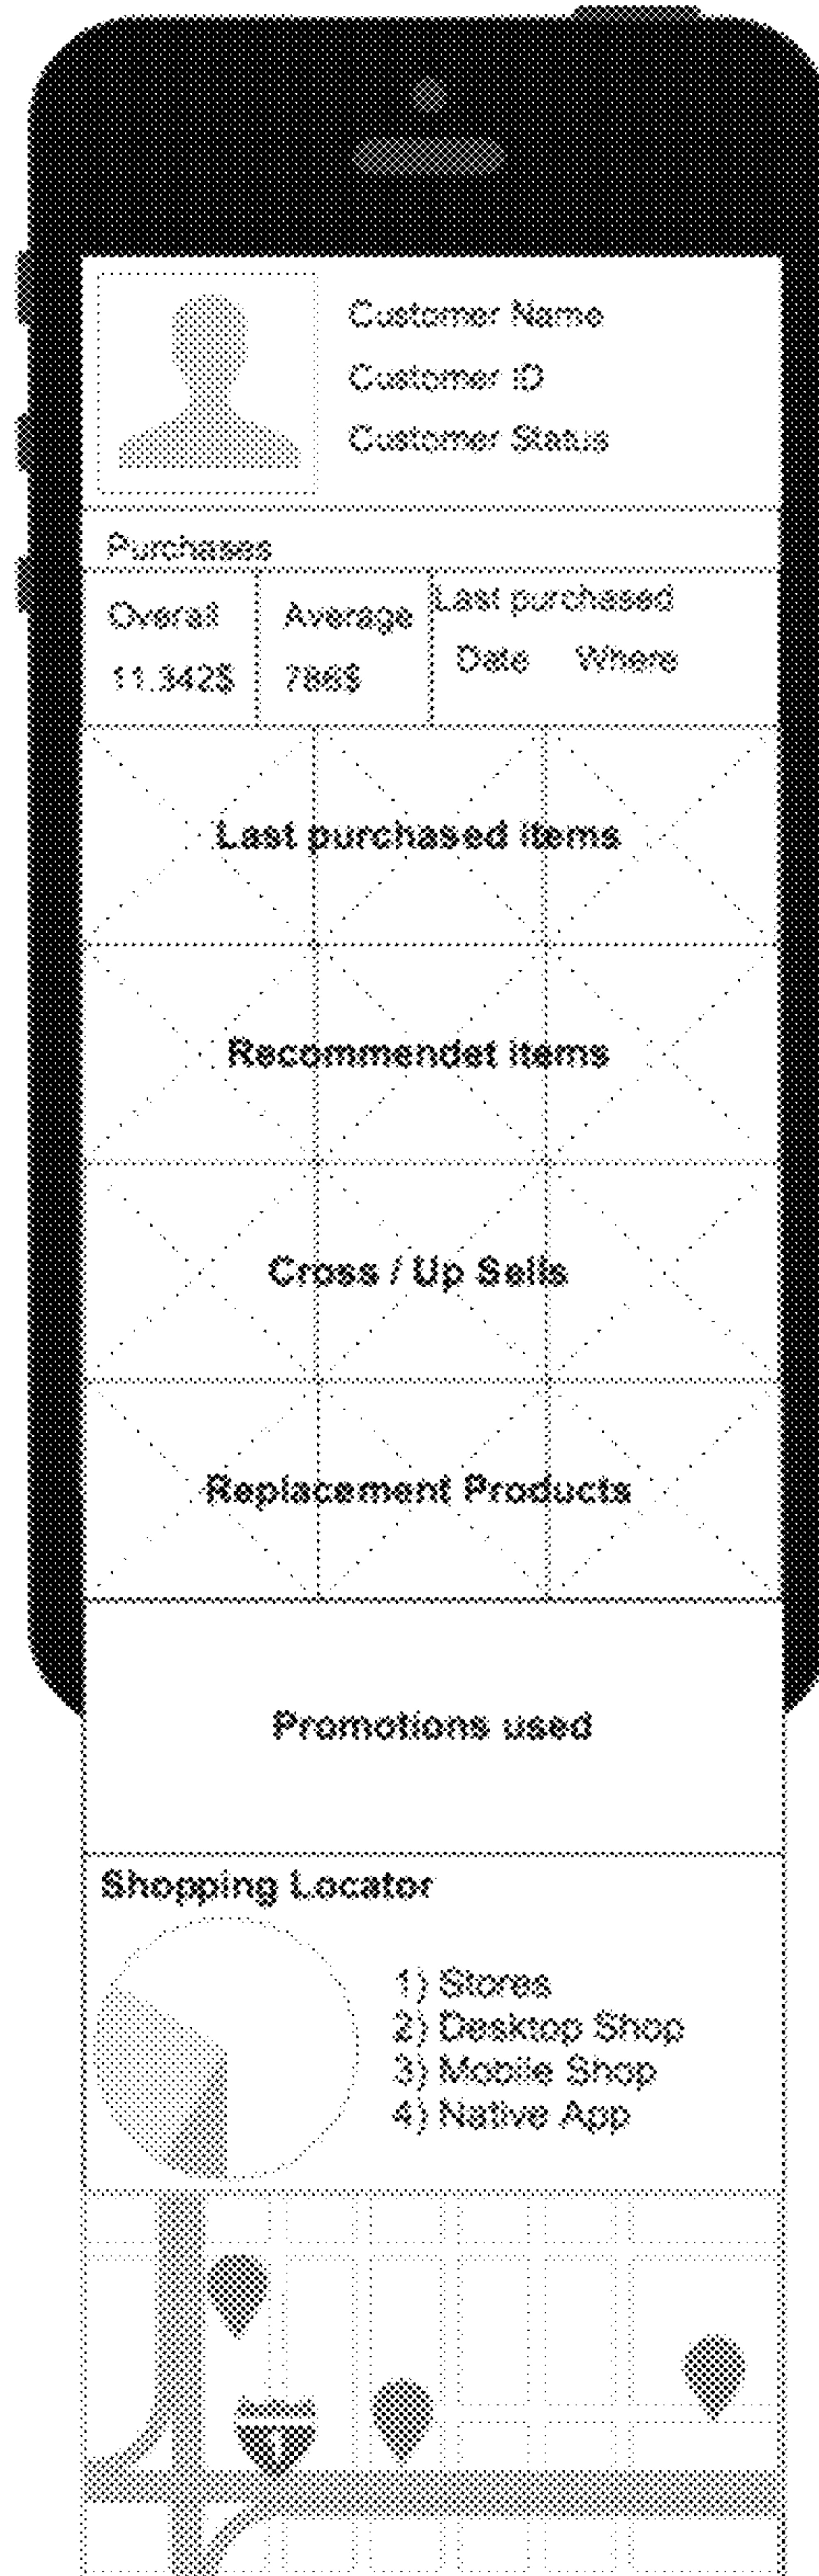 Customer Name
Customer ID
Customer Status
Purchases
Overall
11.342$
Average
786$
Last purchased
Date Where
Last purchased items
Recommendet items
Cross / Up Sells
Replacement Products
Promotions used
Shopping Locator
1) Stores
2) Desktop Shop
3) Mobile Shop
4) Native App